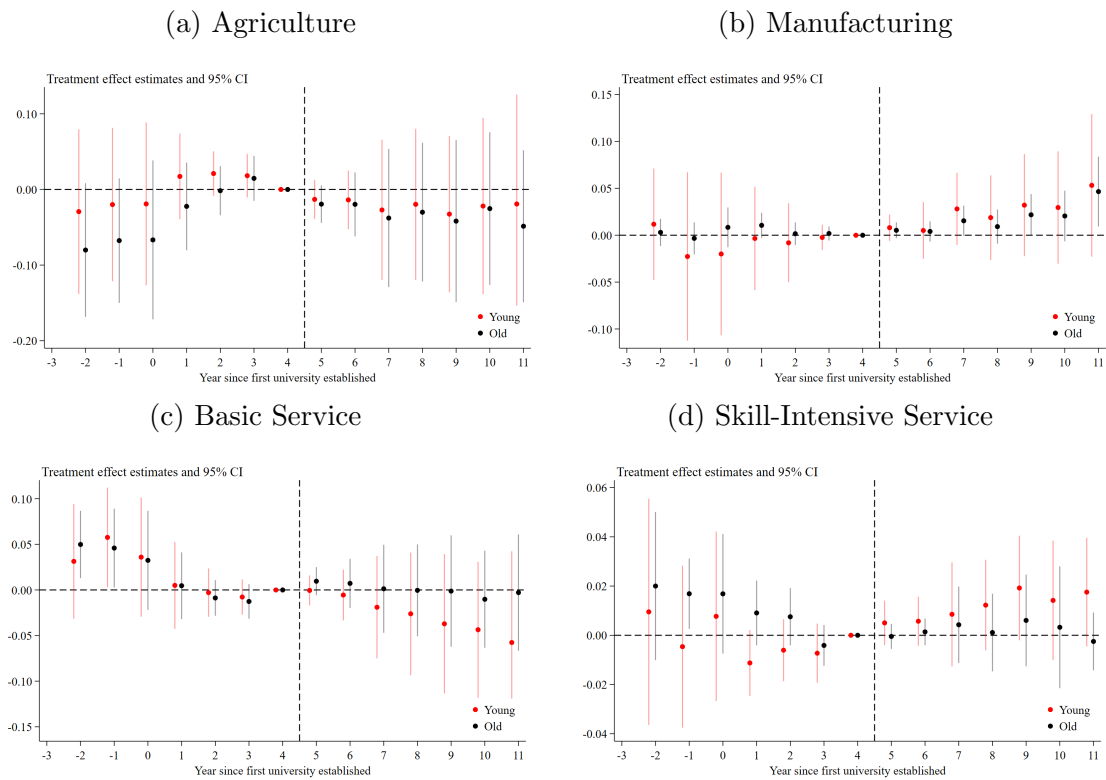 (a) Agriculture
Treatment effect estimates and 95% CI
0.10
0.00
-0.10
-0.20
Young
Old
-3 -2 -1 0 1 2 3 4 5 6 7 8 9 10 11
Year since first university established
(b) Manufacturing
Treatment effect estimates and 95% CI
0.15
0.10
0.05
0.00
-0.05
-0.10
Young
Old
-3 -2 -1 0 1 2 3 4 5 6 7 8 9 10 11
Year since first university established
(c) Basic Service
Treatment effect estimates and 95% CI
0.10
0.05
0.00
-0.05
-0.10
-0.15
Young
Old
-3 -2 -1 0 1 2 3 4 5 6 7 8 9 10 11
Year since first university established
(d) Skill-Intensive Service
Treatment effect estimates and 95% CI
0.06
0.04
0.02
0.00
-0.02
-0.04
Young
Old
-3 -2 -1 0 1 2 3 4 5 6 7 8 9 10 11
Year since first university established